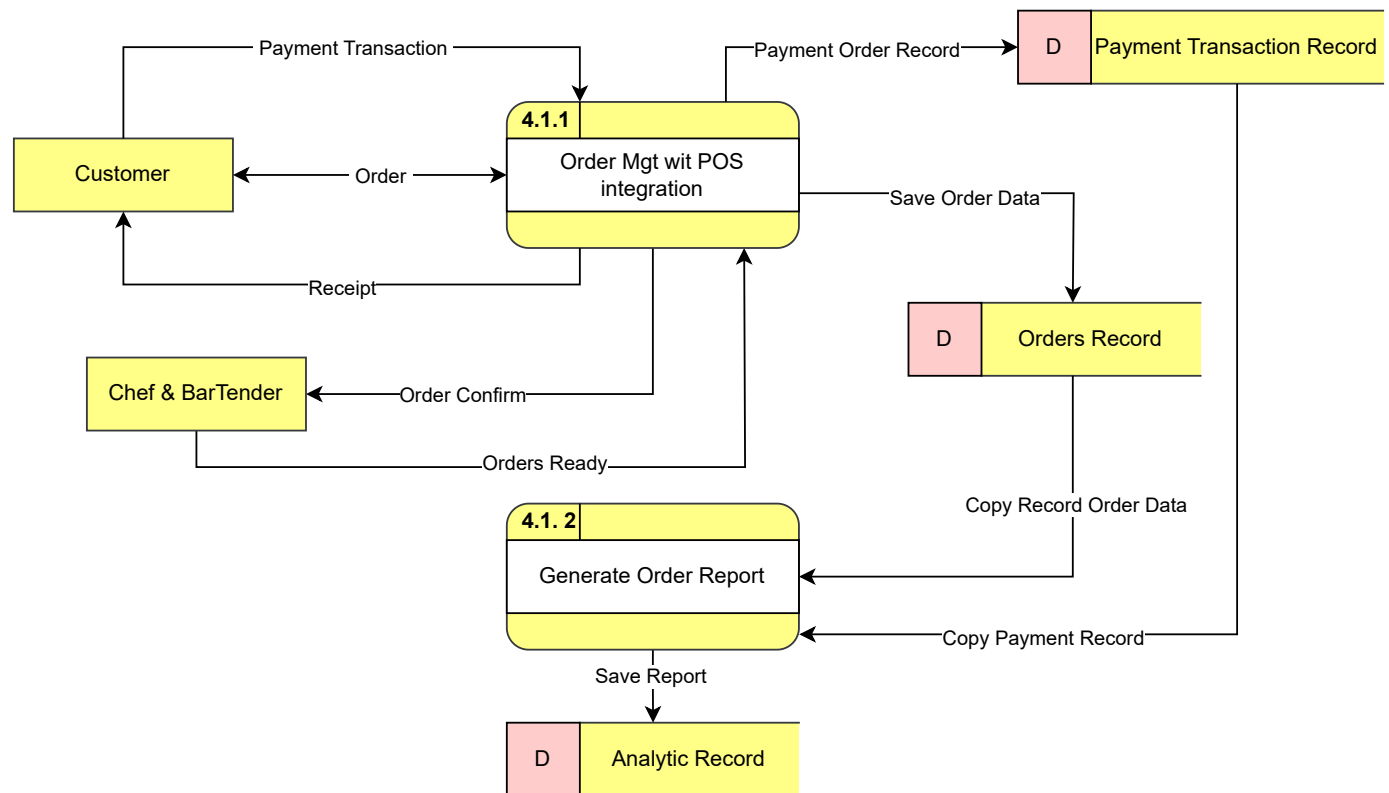 Payment Transaction
Payment Order Record
D
Payment Transaction Record
4.1.1
Order Mgt wit POS
integration
Customer
Order
Save Order Data
Receipt
D
Orders Record
Chef & BarTender
Order Confirm
Orders Ready
Copy Record Order Data
4.1. 2
Generate Order Report
Copy Payment Record
Save Report
D
Analytic Record